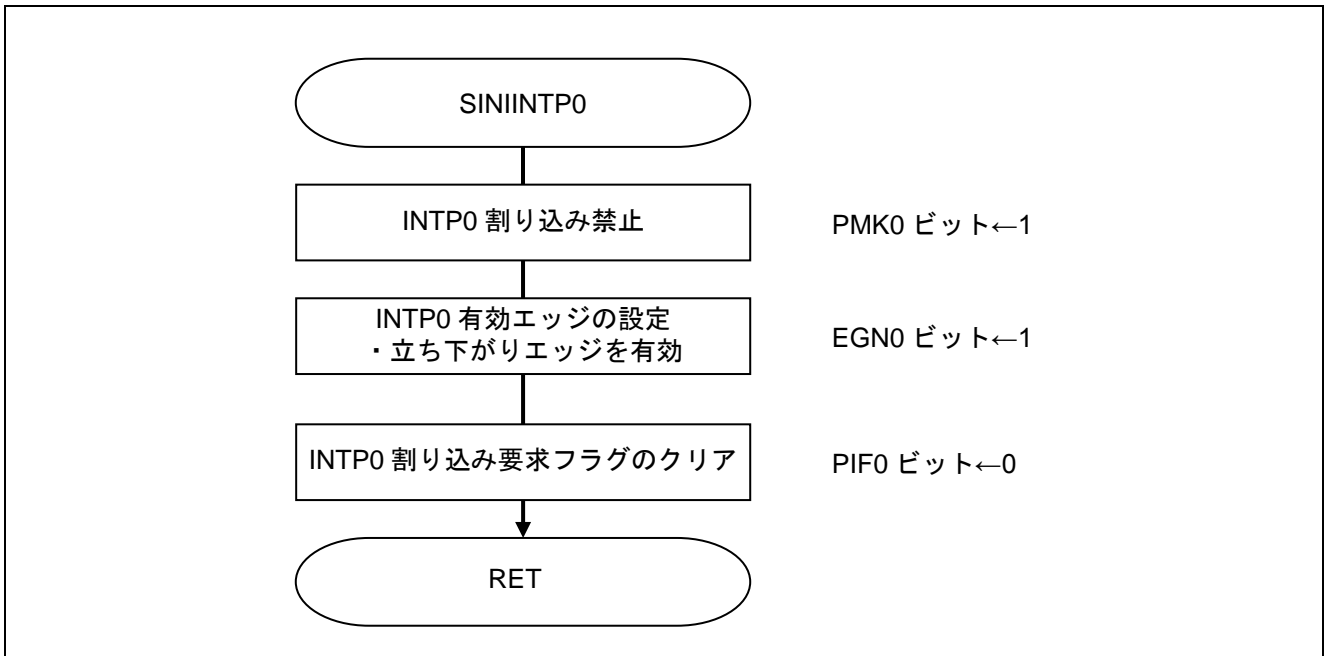 SINIINTP0
INTP0 割り込み禁止
PMK0 ビット←1
INTP0 有効エッジの設定
・立ち下がりエッジを有効
EGN0 ビット←1
INTP0 割り込み要求フラグのクリア
PIF0 ビット←0
RET